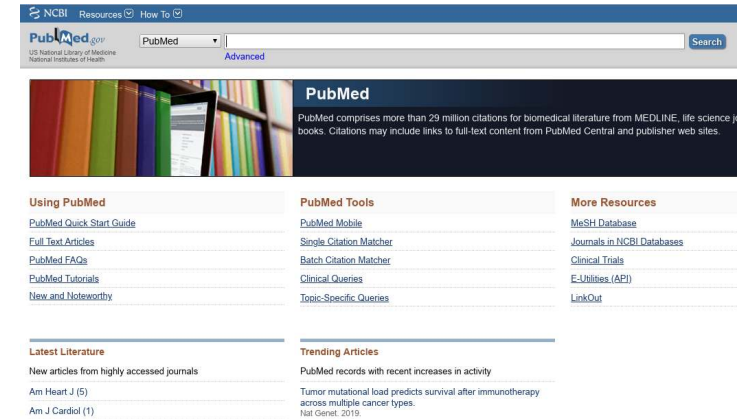 NCBI Resources How To
PubMed.gov
US National Library of Medicine
National Institutes of Health
PubMed
Search
Advanced
PubMed
PubMed comprises more than 29 million citations for biomedical literature from MEDLINE, life science jo
books. Citations may include links to full-text content from PubMed Central and publisher web sites.
Using PubMed
PubMed Quick Start Guide
Full Text Articles
PubMed FAQs
PubMed Tutorials
New and Noteworthy
PubMed Tools
PubMed Mobile
Single Citation Matcher
Batch Citation Matcher
Clinical Queries
Topic-Specific Queries
More Resources
MeSH Database
Journals in NCBI Databases
Clinical Trials
E-Utilities (API)
LinkOut
Latest Literature
New articles from highly accessed journals
Am Heart J (5)
Am J Cardiol (1)
Trending Articles
PubMed records with recent increases in activity
Tumor mutational load predicts survival after immunotherapy
across multiple cancer types.
Nat Genet. 2019.